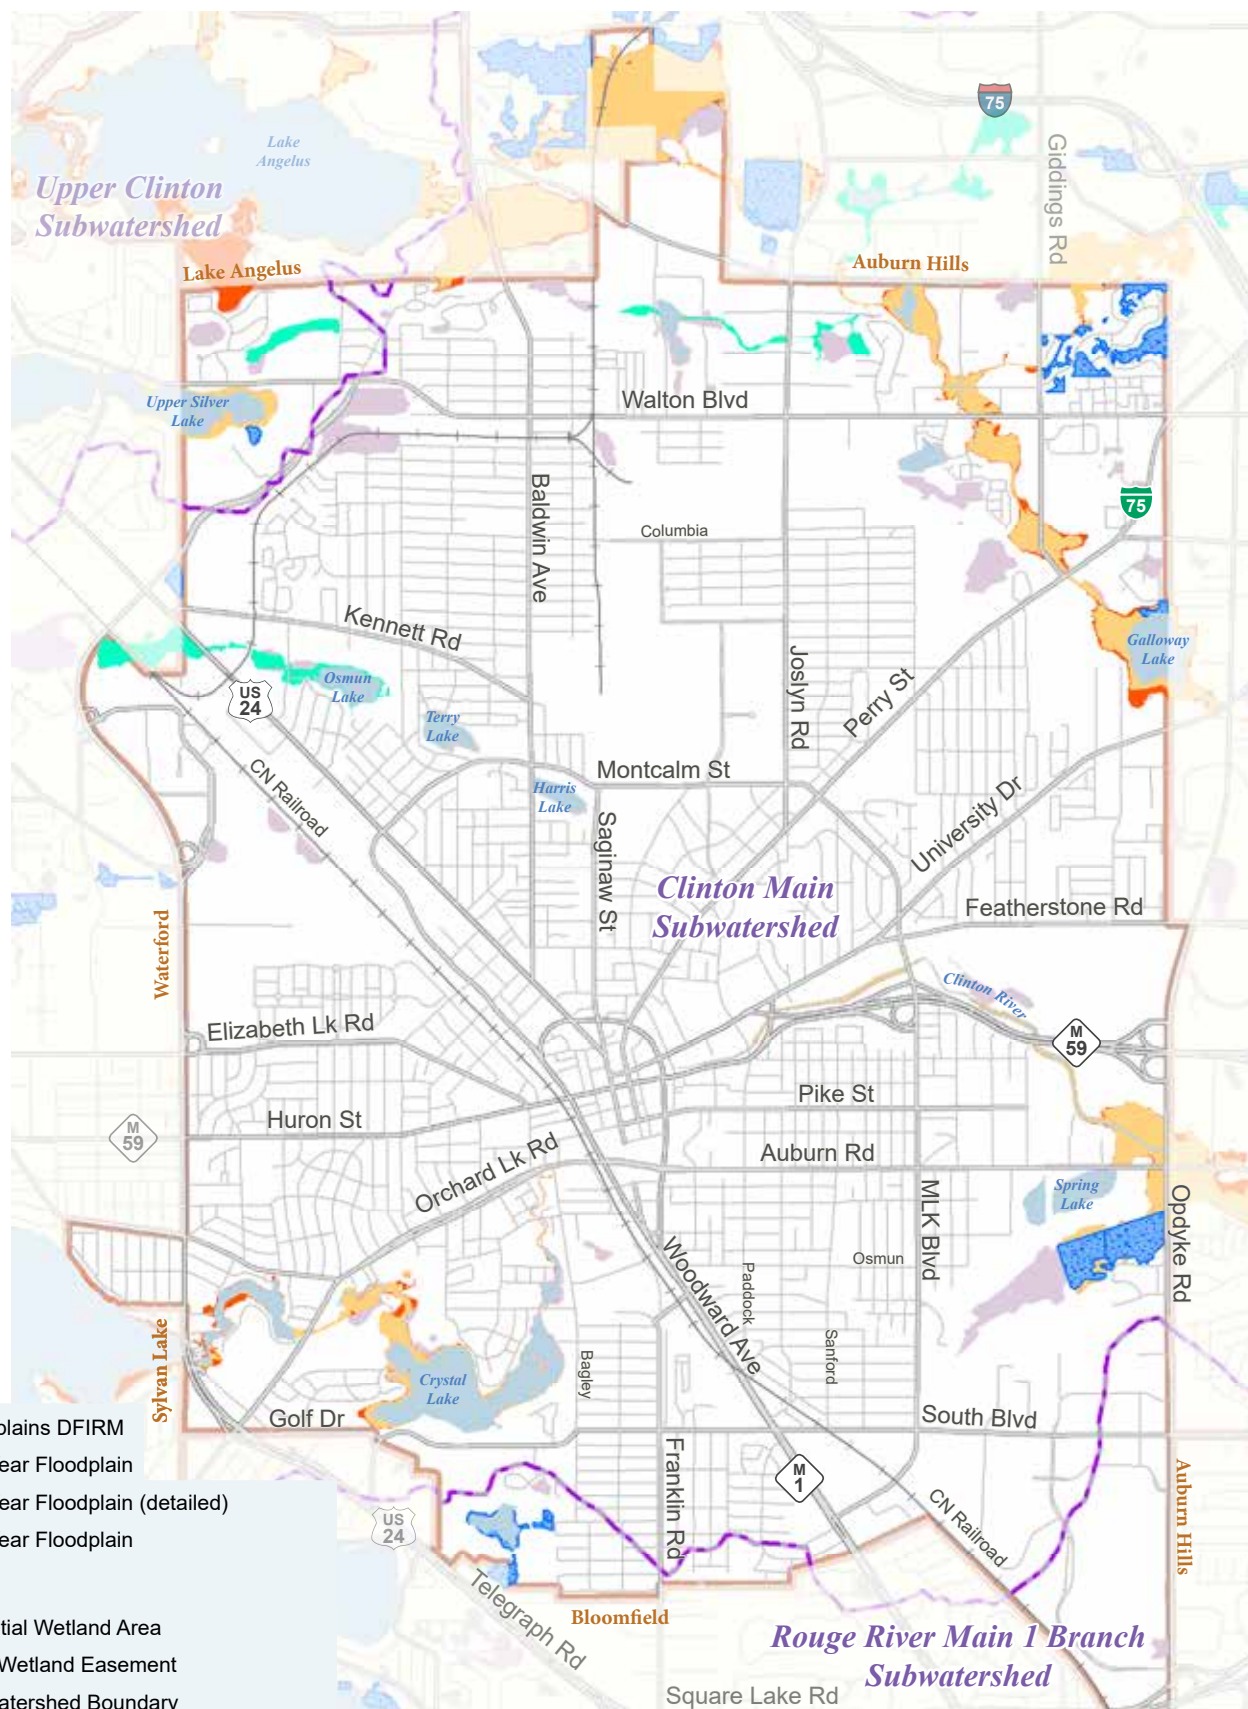 75
Lake
Angelus
Giddings Rd
Upper Clinton
Subwatershed
Lake Angelus
Auburn Hills
Upper Silver
Lake
Walton Blvd
75
Baldwin Ave
Columbia
Kennett Rd
Galloway
Lake
Joslyn Rd
Osmun
Lake
US
24
Perry St
Terry
Lake
CN Railroad
Montcalm St
Harris
Lake
University Dr
Saginaw St
Clinton Main
Subwatershed
Featherstone Rd
Waterford
Clinton River
Elizabeth Lk Rd
M
59
Pike St
Huron St
M
59
Auburn Rd
Orchard Lk Rd
Spring
Lake
MLK Blvd
Opdyke Rd
Woodward Ave
Osmun
Paddock
Sanford
Sylvan Lake
Crystal
Lake
Bagley
Golf Dr
South Blvd
plains DFIRM
ear Floodplain
ear Floodplain (detailed)
ear Floodplain
Franklin Rd
M
1
CN Railroad
Auburn Hills
US
24
Telegraph Rd
Bloomfield
tial Wetland Area
Wetland Easement
atershed Boundary
Rouge River Main 1 Branch
Subwatershed
Square Lake Rd